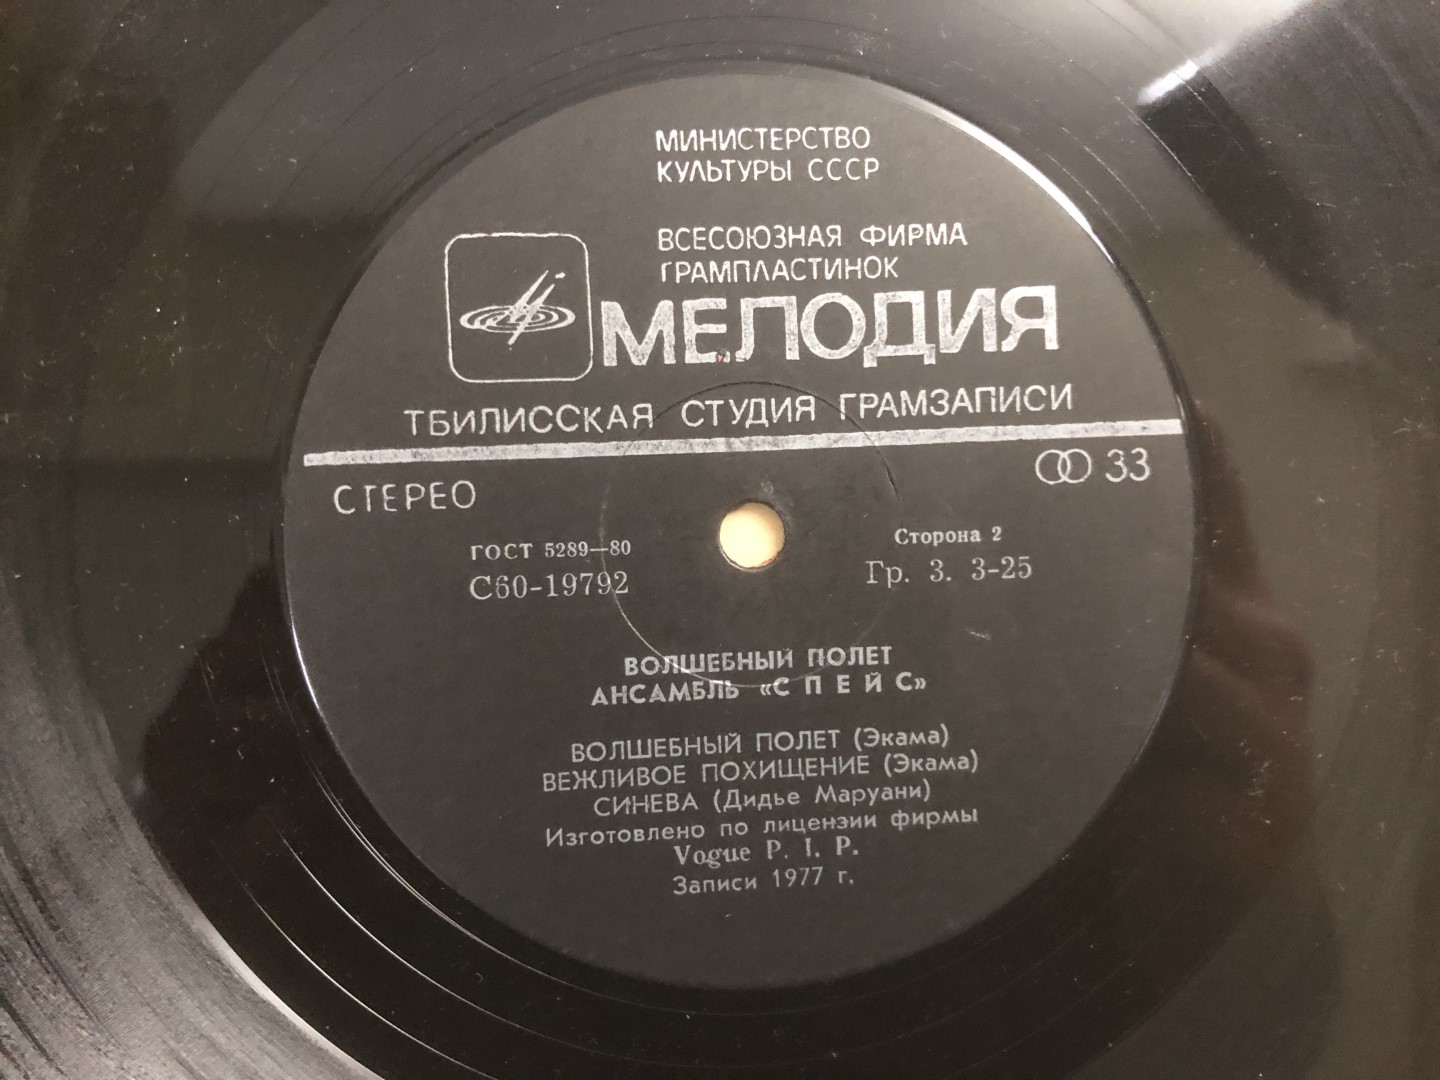 МИНИСТЕРСТВО
КУЛЬТУРЫ СССР
ВСЕСОЮЗНАЯ ФИРМА
ГРАМПЛАСТИНОК
МЕЛОДИЯ
ТБИЛИССКАЯ СТУДИЯ ГРАМЗАПИСИ
СТЕРЕО
33
ГОСТ 5289—80
С60-19792
Сторона 2
Гр. 3. 3-25
ВОЛШЕБНЫЙ ПОЛЕТ
АНСАМБЛЬ «С П Е Й С»
ВОЛШЕБНЫЙ ПОЛЕТ (Экама)
ВЕЖЛИВОЕ ПОХИЩЕНИЕ (Экама)
СИНЕВА (Дидье Маруани)
Изготовлено по лицензии фирмы
Vogue P. I. P.
Записи 1977 г.